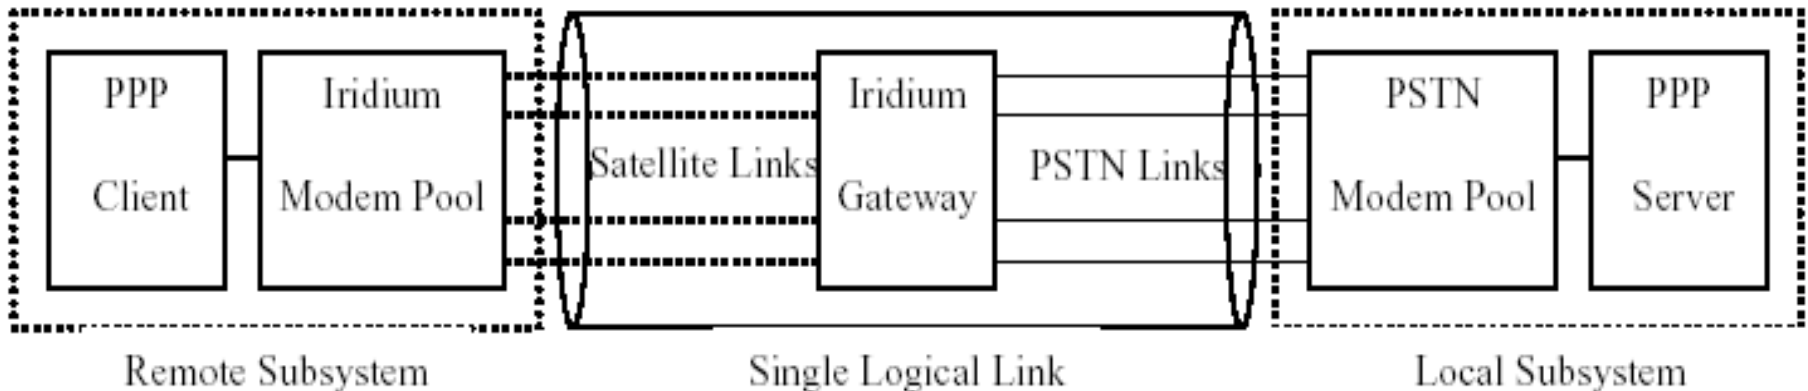 PPP
Client
Iridium
Modem Pool
Satellite Links
Iridium
Gateway
PSTN Links
PSTN
Modem Pool
PPP
Server
Remote Subsystem
Single Logical Link
Local Subsystem